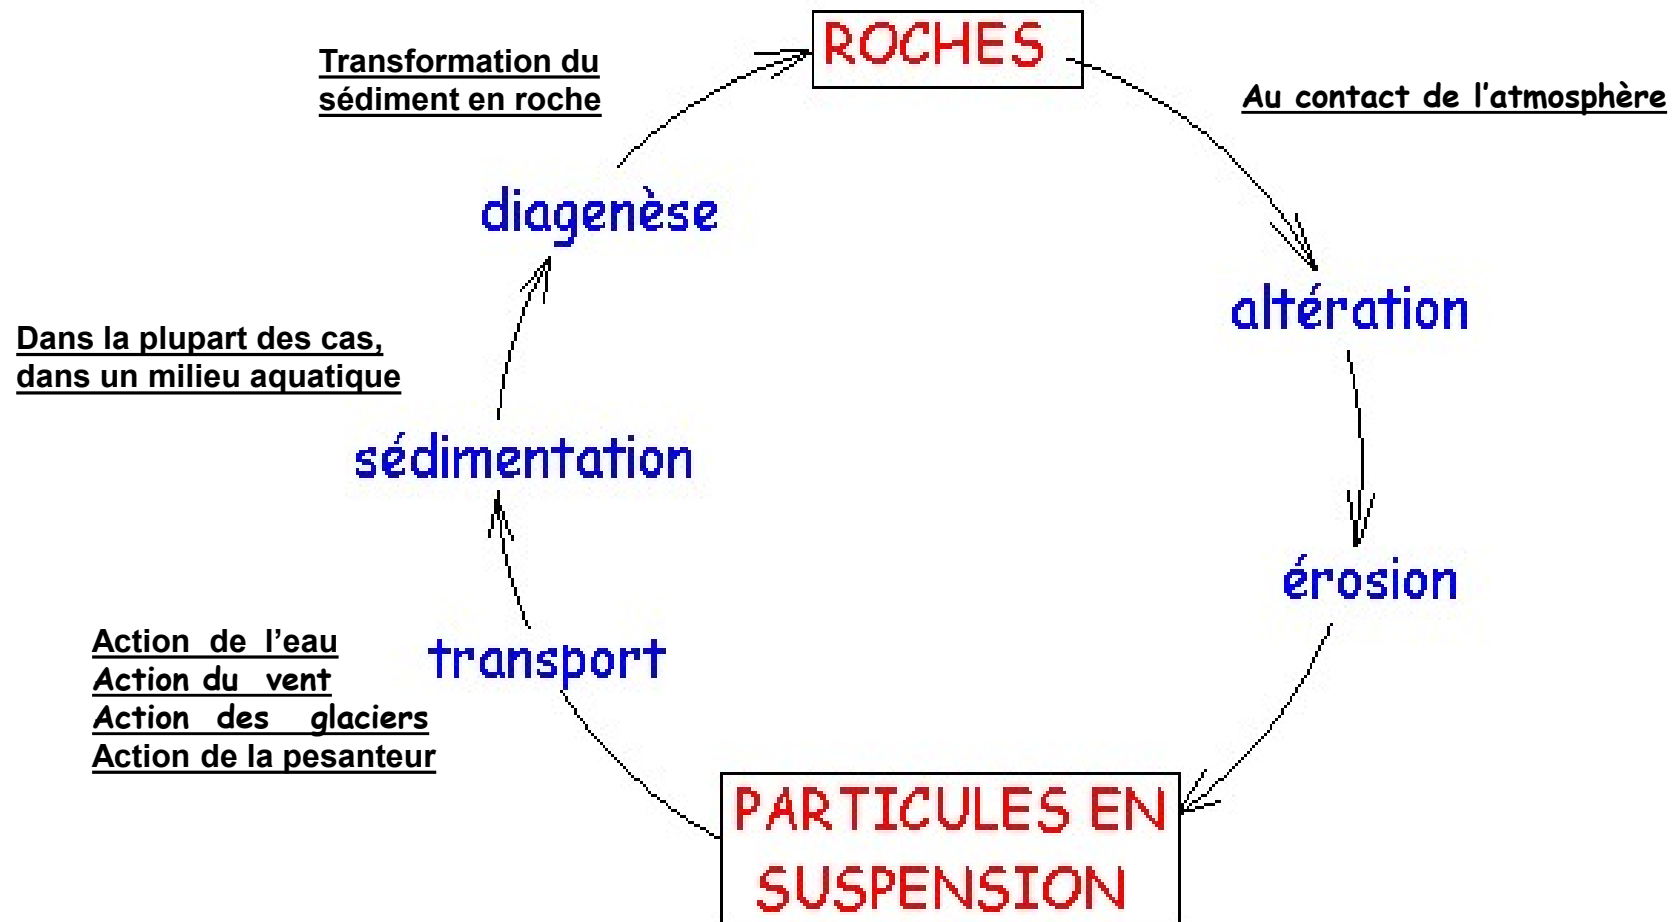 ROCHES
Transformation du
sédiment en roche
Au contact de l'atmosphère
diagenèse
altération
Dans la plupart des cas,
dans un milieu aquatique
sédimentation
érosion
Action de l'eau
Action du vent
Action des glaciers
Action de la pesanteur
transport
PARTICULES EN
SUSPENSION